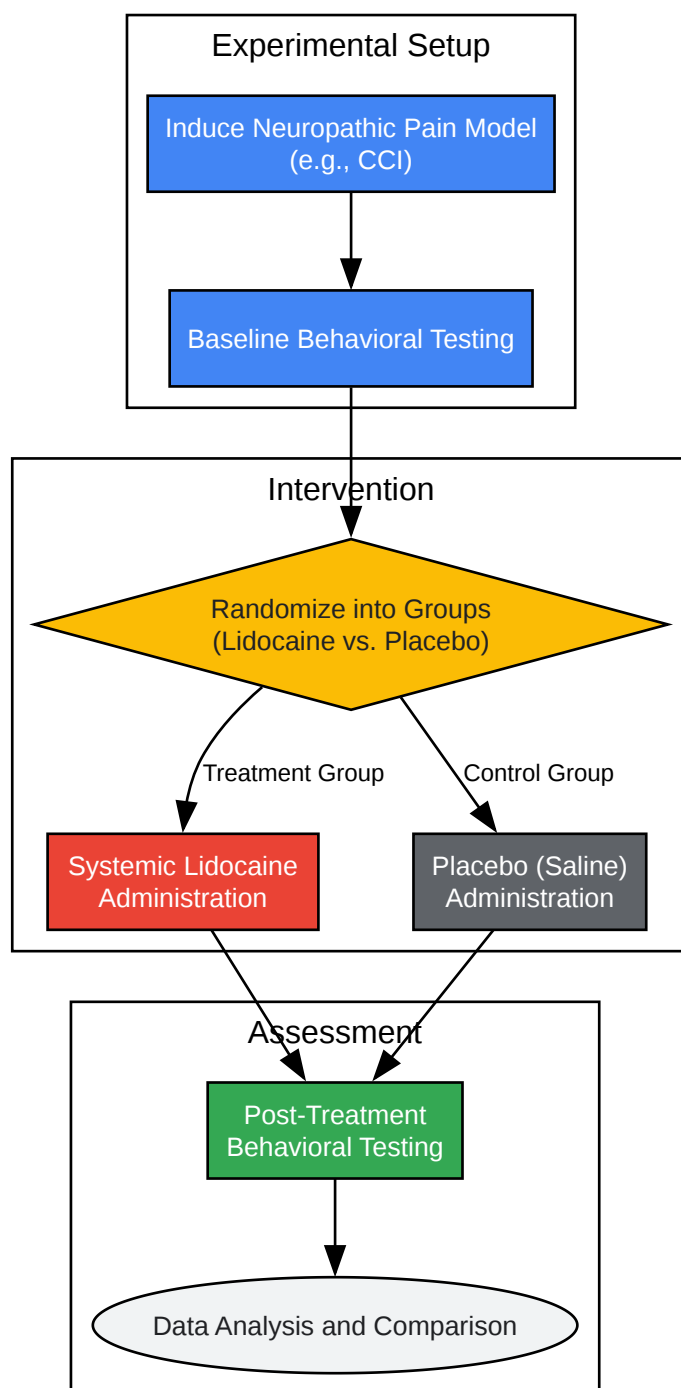 Experimental Setup
Induce Neuropathic Pain Model
(e.g., CCI)
Baseline Behavioral Testing
Intervention
Randomize into Groups
(Lidocaine vs. Placebo)
Treatment Group
Control Group
Systemic Lidocaine
Administration
Placebo (Saline)
Administration
Assessment
Post-Treatment
Behavioral Testing
Data Analysis and Comparison